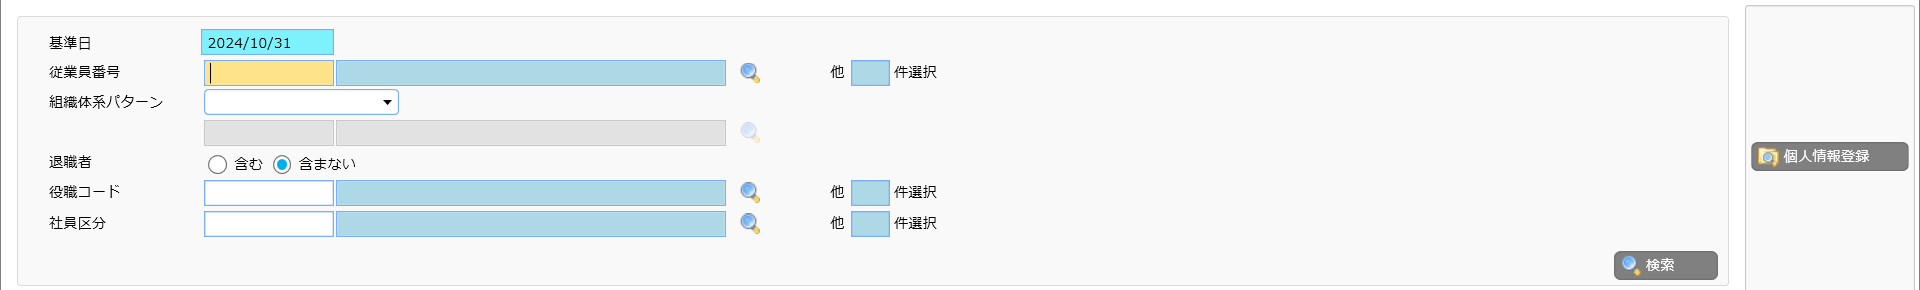 基準日 2024/10/31
従業員番号 他 件選択
組織体系パターン
退職者 含む 含まない
個人情報登録
役職コード 他 件選択
社員区分 他 件選択
検索